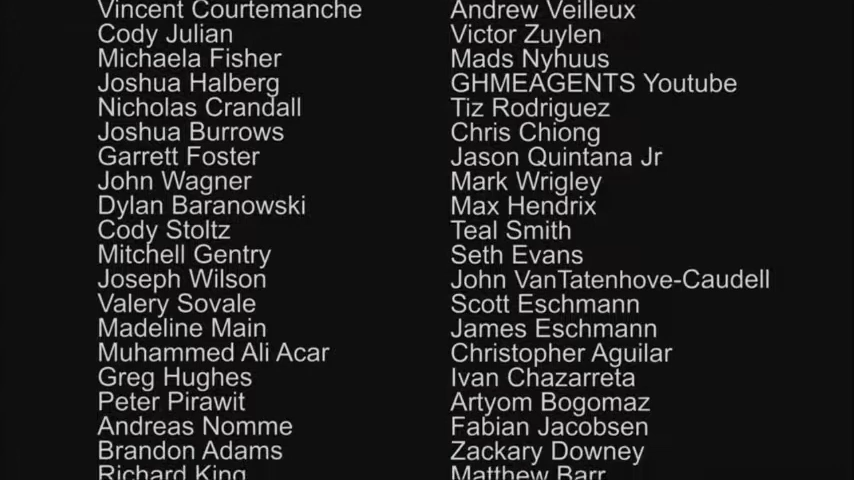 Vincent Courtemanche
Cody Julian
Michaela Fisher
Joshua Halberg
Nicholas Crandall
Joshua Burrows
Garrett Foster
John Wagner
Dylan Baranowski
Cody Stoltz
Mitchell Gentry
Joseph Wilson
Valery Sovale
Madeline Main
Muhammed Ali Acar
Greg Hughes
Peter Pirawit
Andreas Nomme
Brandon Adams
Richard King
Andrew Veilleux
Victor Zuylen
Mads Nyhuus
GHMEAGENTS Youtube
Tiz Rodriguez
Chris Chiong
Jason Quintana Jr
Mark Wrigley
Max Hendrix
Teal Smith
Seth Evans
John VanTatenhove-Caudell
Scott Eschmann
James Eschmann
Christopher Aguilar
Ivan Chazarreta
Artyom Bogomaz
Fabian Jacobsen
Zackary Downey
Matthew Barr